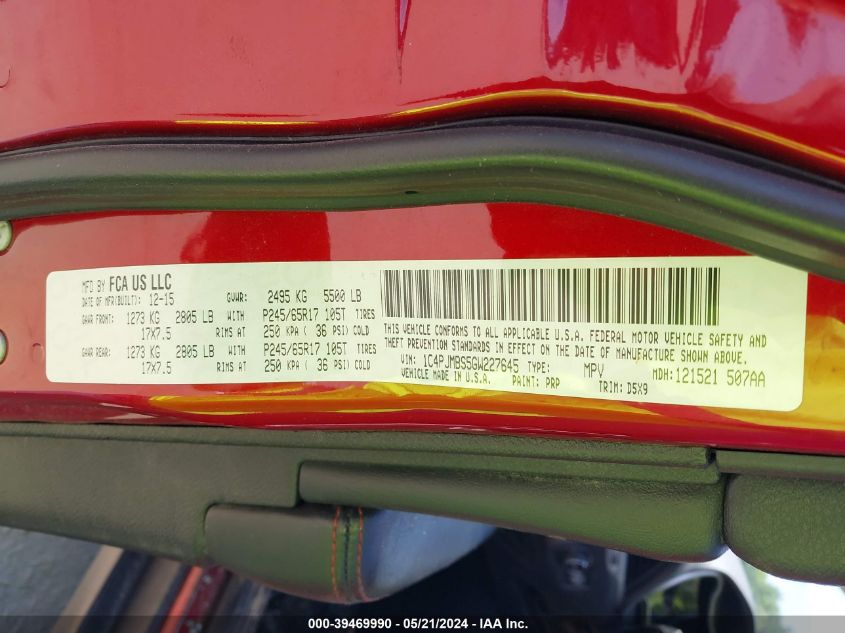 MFD BY FCA US LLC
DATE OF MFR(BUILT): 12-15 GVWR: 2495 KG 5500 LB
GAWR FRONT: 1273 KG 2805 LB WITH P245/65R17 105T TIRES
17X7.5 RIMS AT 250 KPA ( 36 PSI) COLD
GAWR REAR: 1273 KG 2805 LB WITH P245/65R17 105T TIRES
17X7.5 RIMS AT 250 KPA ( 36 PSI) COLD
THIS VEHICLE CONFORMS TO ALL APPLICABLE U.S.A. FEDERAL MOTOR VEHICLE SAFETY AND
THEFT PREVENTION STANDARDS IN EFFECT ON THE DATE OF MANUFACTURE SHOWN ABOVE.
VIN: 1C4PJMBS5GW227645 TYPE: MPV MDH: 121521 507AA
VEHICLE MADE IN U.S.A. PAINT: PRP TRIM: D5X9
000-39469990 - 05/21/2024 - IAA, Inc.